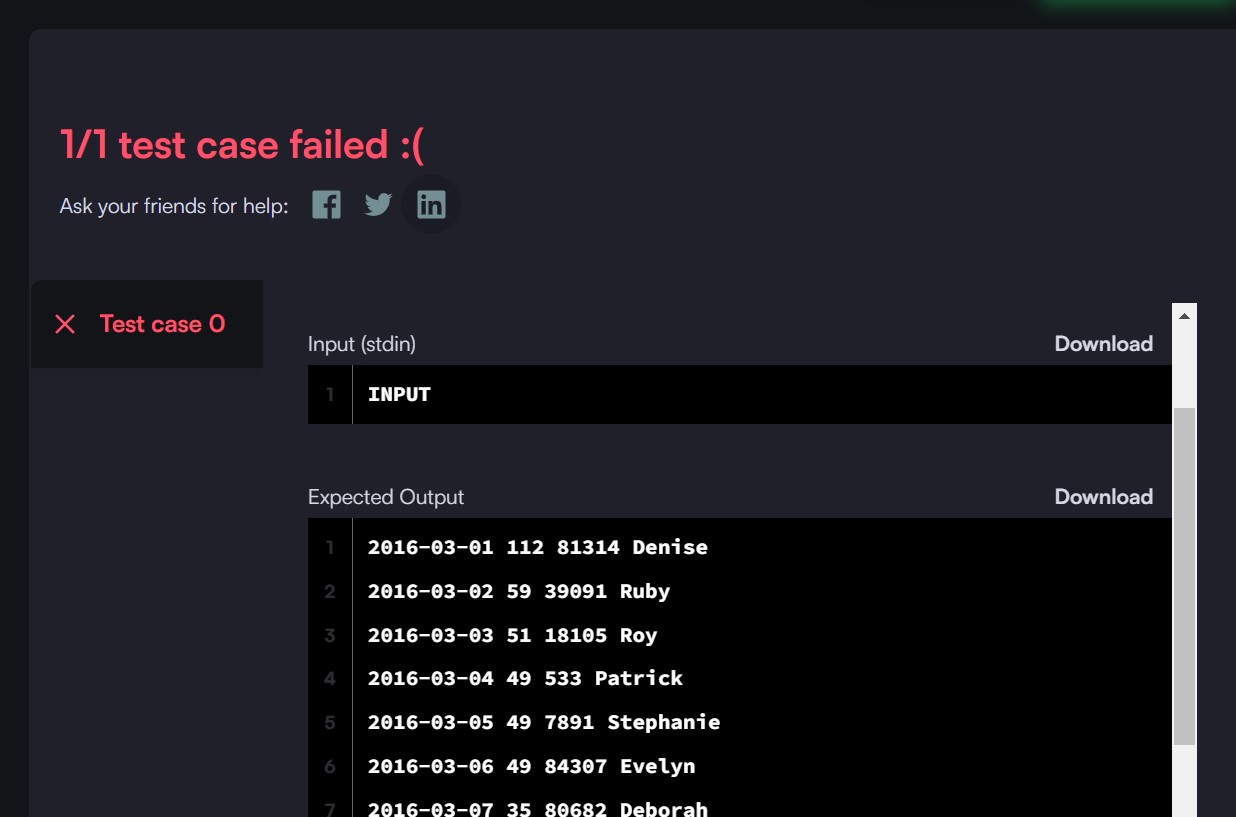 1/1 test case failed :(
Ask your friends for help:
Test case 0
Input (stdin) Download
1 INPUT
Expected Output Download
1 2016-03-01 112 81314 Denise
2 2016-03-02 59 39091 Ruby
3 2016-03-03 51 18105 Roy
4 2016-03-04 49 533 Patrick
5 2016-03-05 49 7891 Stephanie
6 2016-03-06 49 84307 Evelyn
7 2016-03-07 35 80682 Deborah